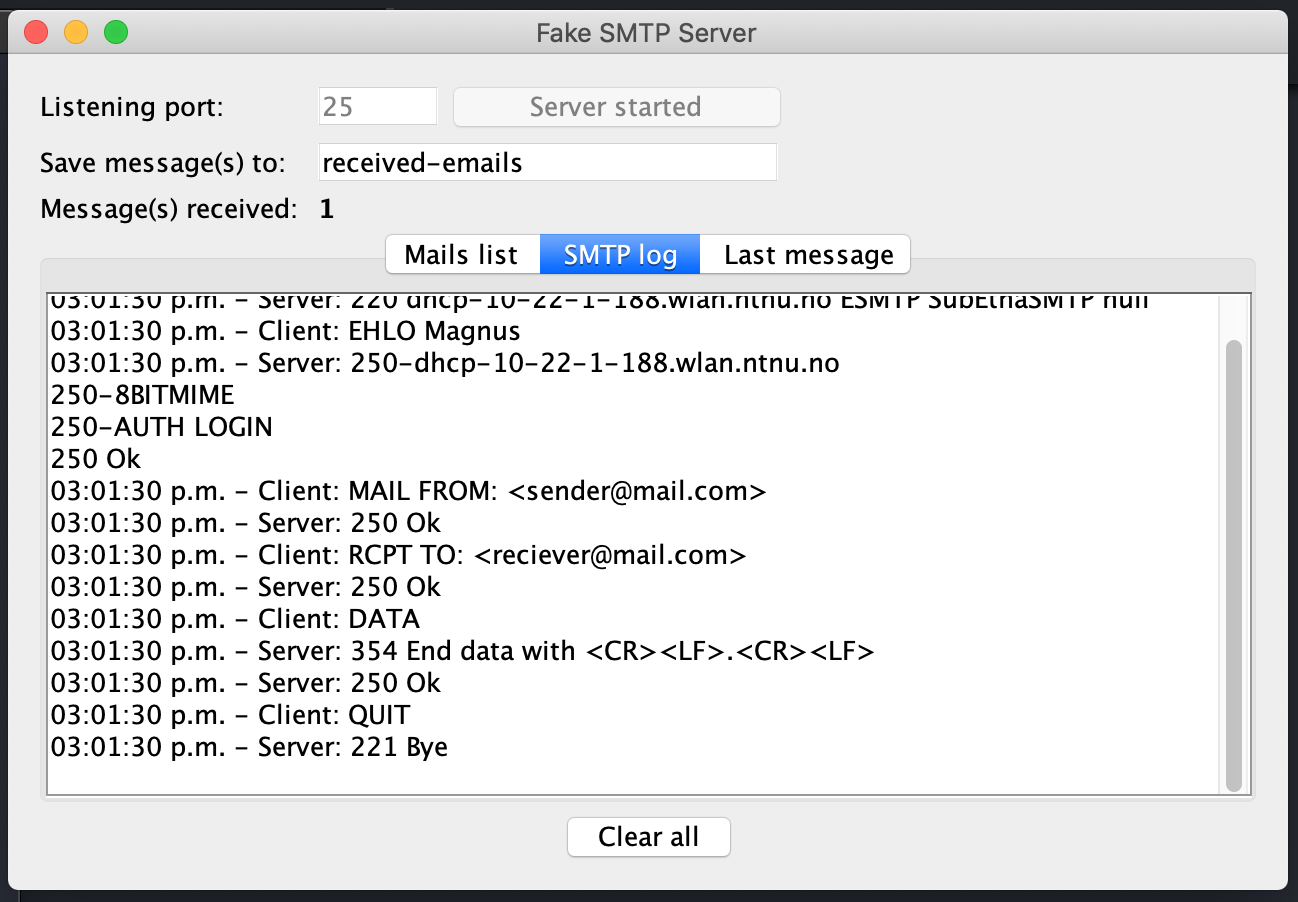 Fake SMTP Server
Listening port: 25 Server started
Save message(s) to: received-emails
Message(s) received: 1
Mails list SMTP log Last message
03:01:30 p.m. - Server: 220 dhcp-10-22-1-188.wlan.ntnu.no ESMTP SubEthaSMTP null
03:01:30 p.m. - Client: EHLO Magnus
03:01:30 p.m. - Server: 250-dhcp-10-22-1-188.wlan.ntnu.no
250-8BITMIME
250-AUTH LOGIN
250 Ok
03:01:30 p.m. - Client: MAIL FROM: <sender@mail.com>
03:01:30 p.m. - Server: 250 Ok
03:01:30 p.m. - Client: RCPT TO: <reciever@mail.com>
03:01:30 p.m. - Server: 250 Ok
03:01:30 p.m. - Client: DATA
03:01:30 p.m. - Server: 354 End data with <CR><LF>.<CR><LF>
03:01:30 p.m. - Server: 250 Ok
03:01:30 p.m. - Client: QUIT
03:01:30 p.m. - Server: 221 Bye
Clear all